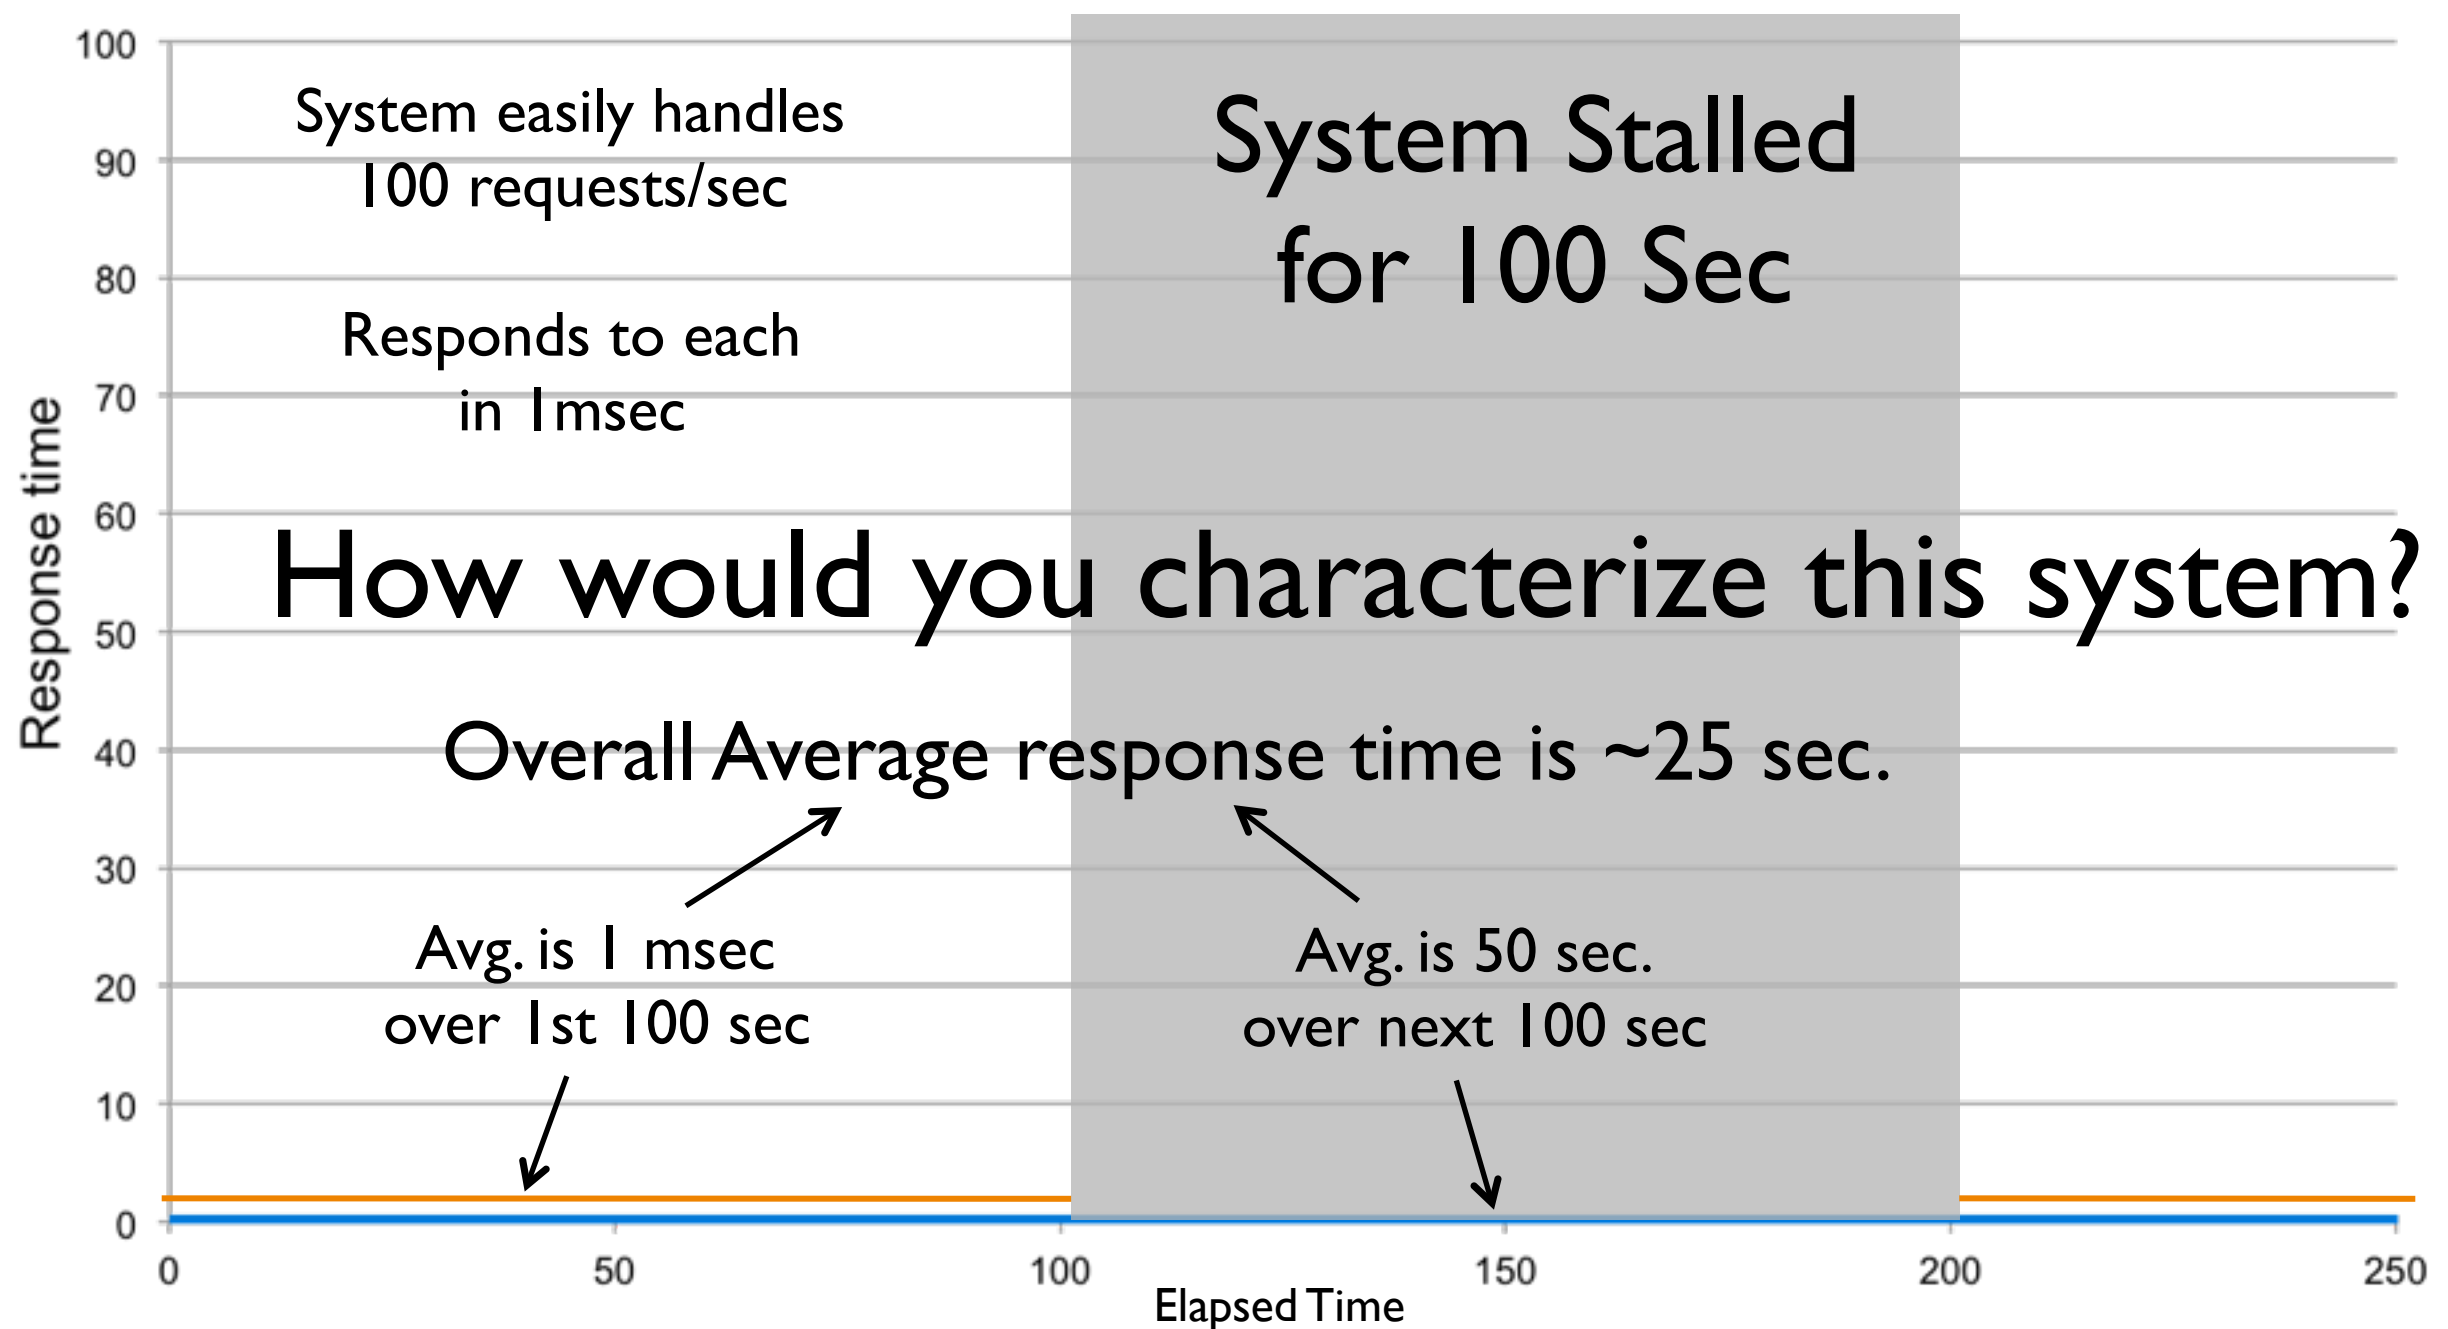 System easily handles
100 requests/sec
Responds to each
in 1msec
System Stalled
for 100 Sec
How would you characterize this system?
Overall Average response time is ~25 sec.
Avg. is 1 msec
over 1st 100 sec
Avg. is 50 sec.
over next 100 sec
Response time
100
90
80
70
60
50
40
30
20
10
0
0 50 100 150 200 250
Elapsed Time